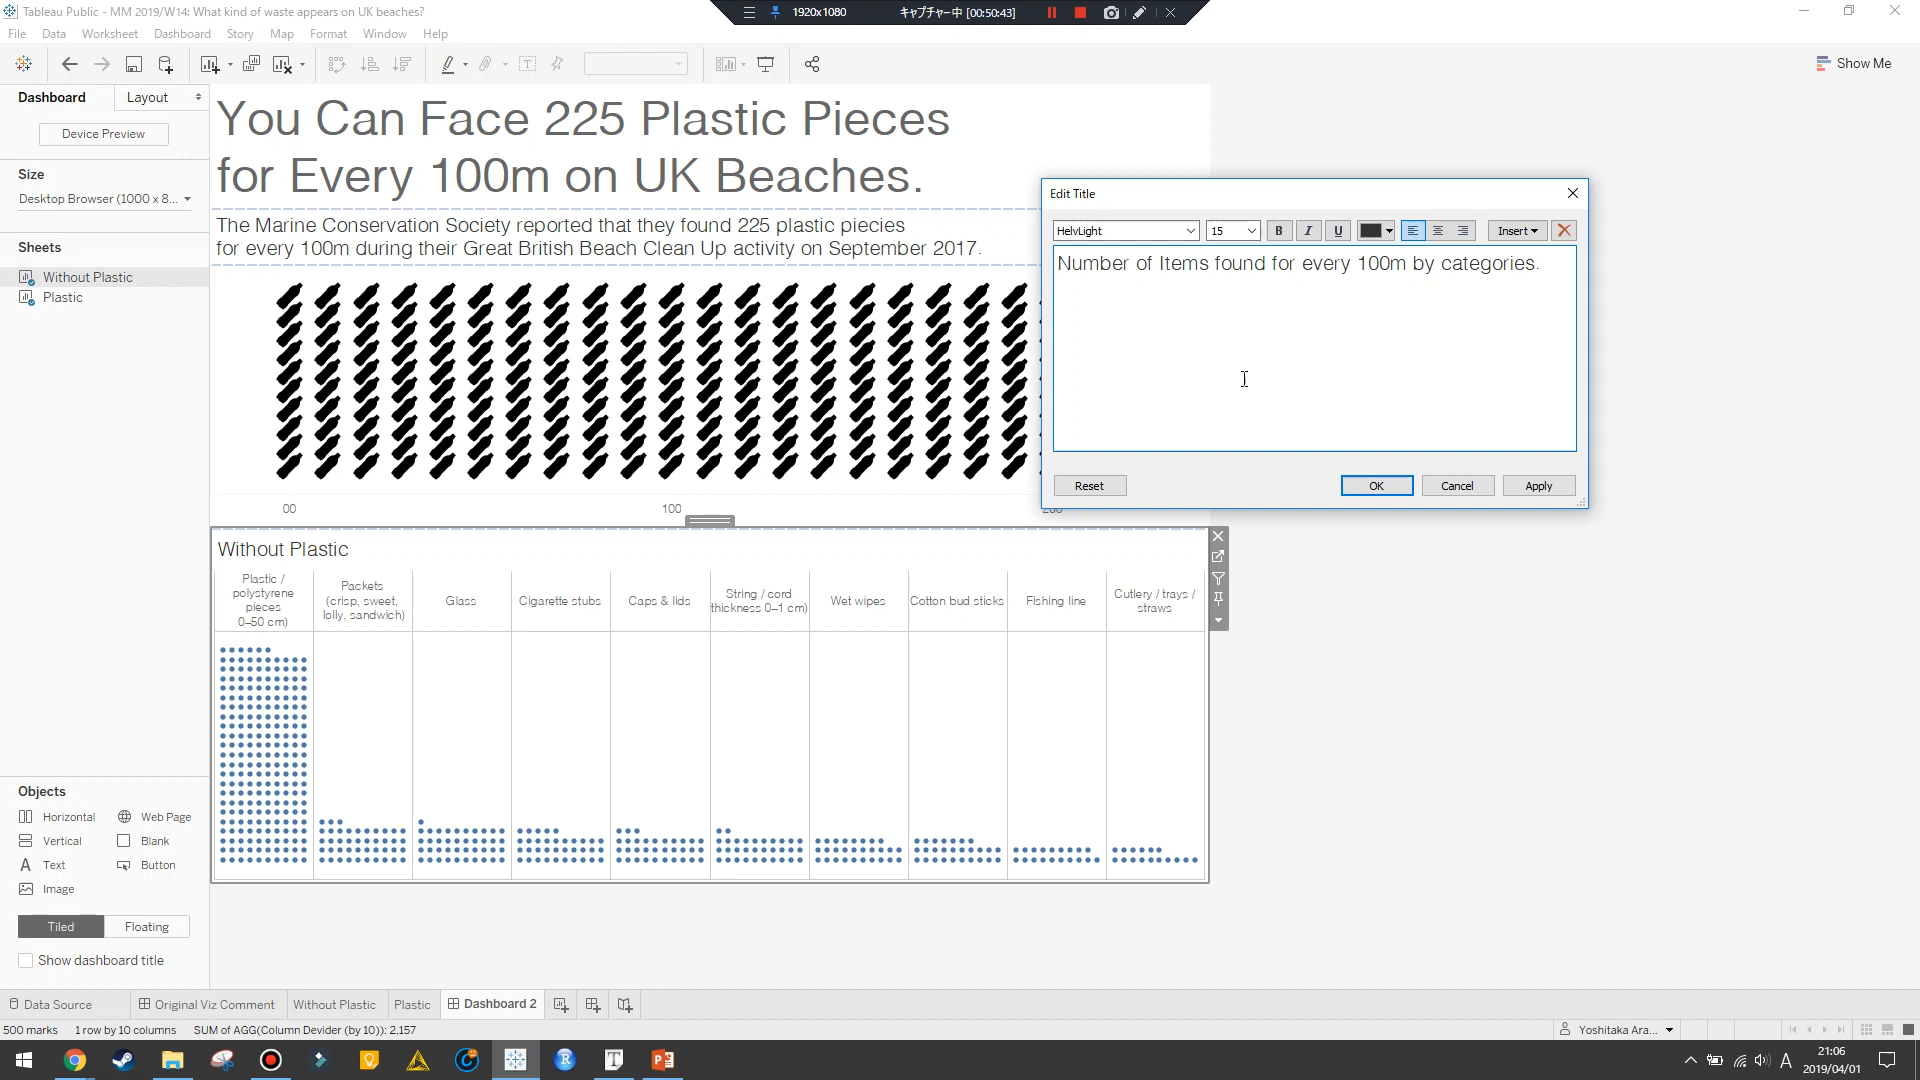 Tableau Public - MM 2019/W14: What kind of waste appears on UK beaches?
1920x1080
キャプチャー中 [00:50:43]
File Data Worksheet Dashboard Story Map Format Window Help
Show Me
Dashboard
Layout
Device Preview
Size
Desktop Browser (1000 x 8...
Sheets
Without Plastic
Plastic
You Can Face 225 Plastic Pieces
for Every 100m on UK Beaches.
The Marine Conservation Society reported that they found 225 plastic piecies
for every 100m during their Great British Beach Clean Up activity on September 2017.
00
100
200
Edit Title
HelvLight
15
B
I
U
Insert
Number of Items found for every 100m by categories.
Reset
OK
Cancel
Apply
Without Plastic
Plastic /
polystyrene
pieces
0–50 cm)
Packets
(crisp, sweet,
lolly, sandwich)
Glass
Cigarette stubs
Caps & lids
String / cord
thickness 0–1 cm)
Wet wipes
Cotton bud sticks
Fishing line
Cutlery / trays /
straws
Objects
Horizontal
Web Page
Vertical
Blank
A Text
Button
Image
Tiled
Floating
Show dashboard title
Data Source
Original Viz Comment
Without Plastic
Plastic
Dashboard 2
500 marks
1 row by 10 columns
SUM of AGG(Column Devider (by 10)): 2,157
Yoshitaka Ara...
A
21:06
2019/04/01